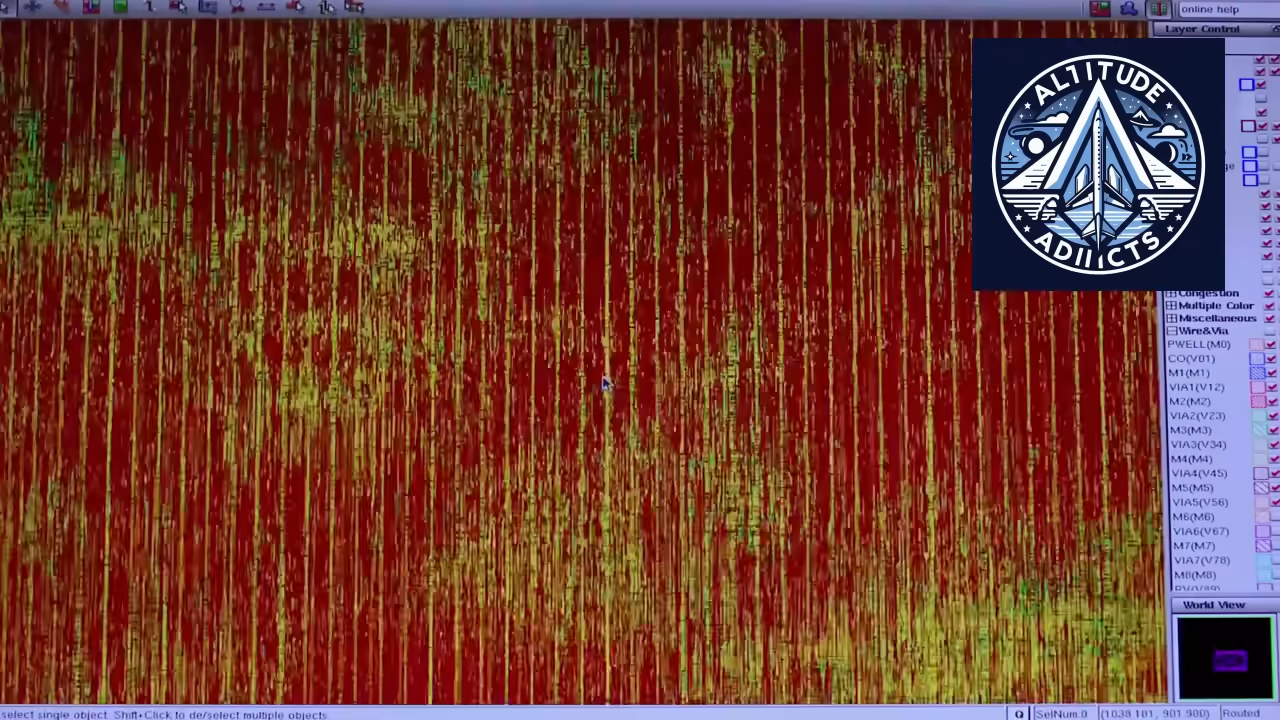 online help
Layer Control
AL1ITUDE
ADIIICTS
ge
Congestion
Multiple Color
Miscellaneous
Wire&Via
PWELL(M0)
CO(V01)
M1(M1)
VIA1(V12)
M2(M2)
VIA2(V23)
M3(M3)
VIA3(V34)
M4(M4)
VIA4(V45)
M5(M5)
VIA5(V56)
M6(M6)
VIA6(V67)
M7(M7)
VIA7(V78)
M8(M8)
World View
select single object. Shift+Click to de/select multiple objects.
Q
SelNum:0
Routed